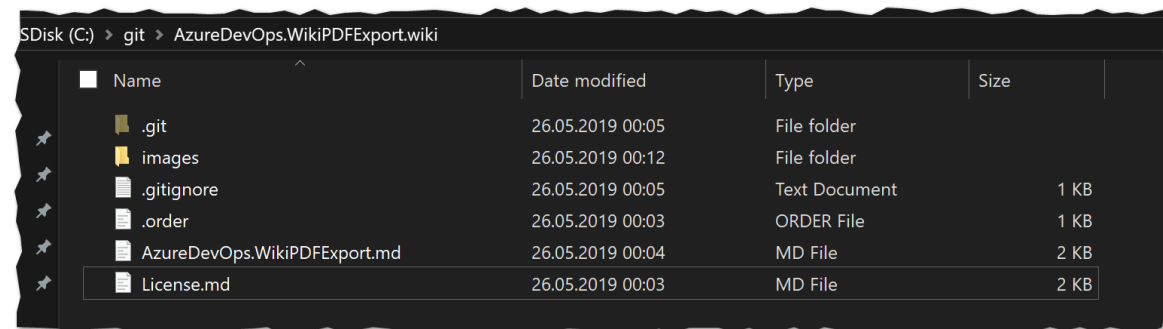 SDisk (C:) > git > AzureDevOps.WikiPDFExport.wiki
Name Date modified Type Size
.git 26.05.2019 00:05 File folder
images 26.05.2019 00:12 File folder
.gitignore 26.05.2019 00:05 Text Document 1 KB
.order 26.05.2019 00:03 ORDER File 1 KB
AzureDevOps.WikiPDFExport.md 26.05.2019 00:04 MD File 2 KB
License.md 26.05.2019 00:03 MD File 2 KB